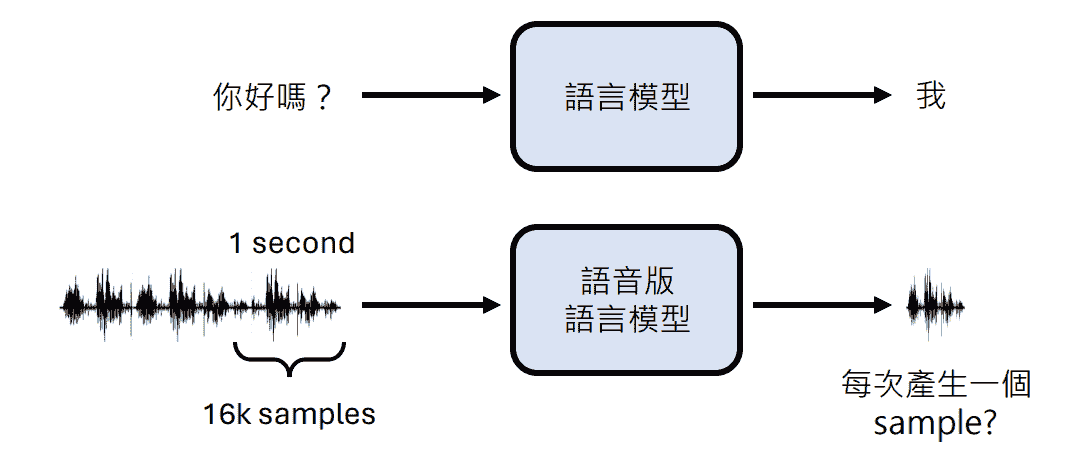 你好嗎？
語言模型
我
1 second
語音版
語言模型
16k samples
每次產生一個
sample?